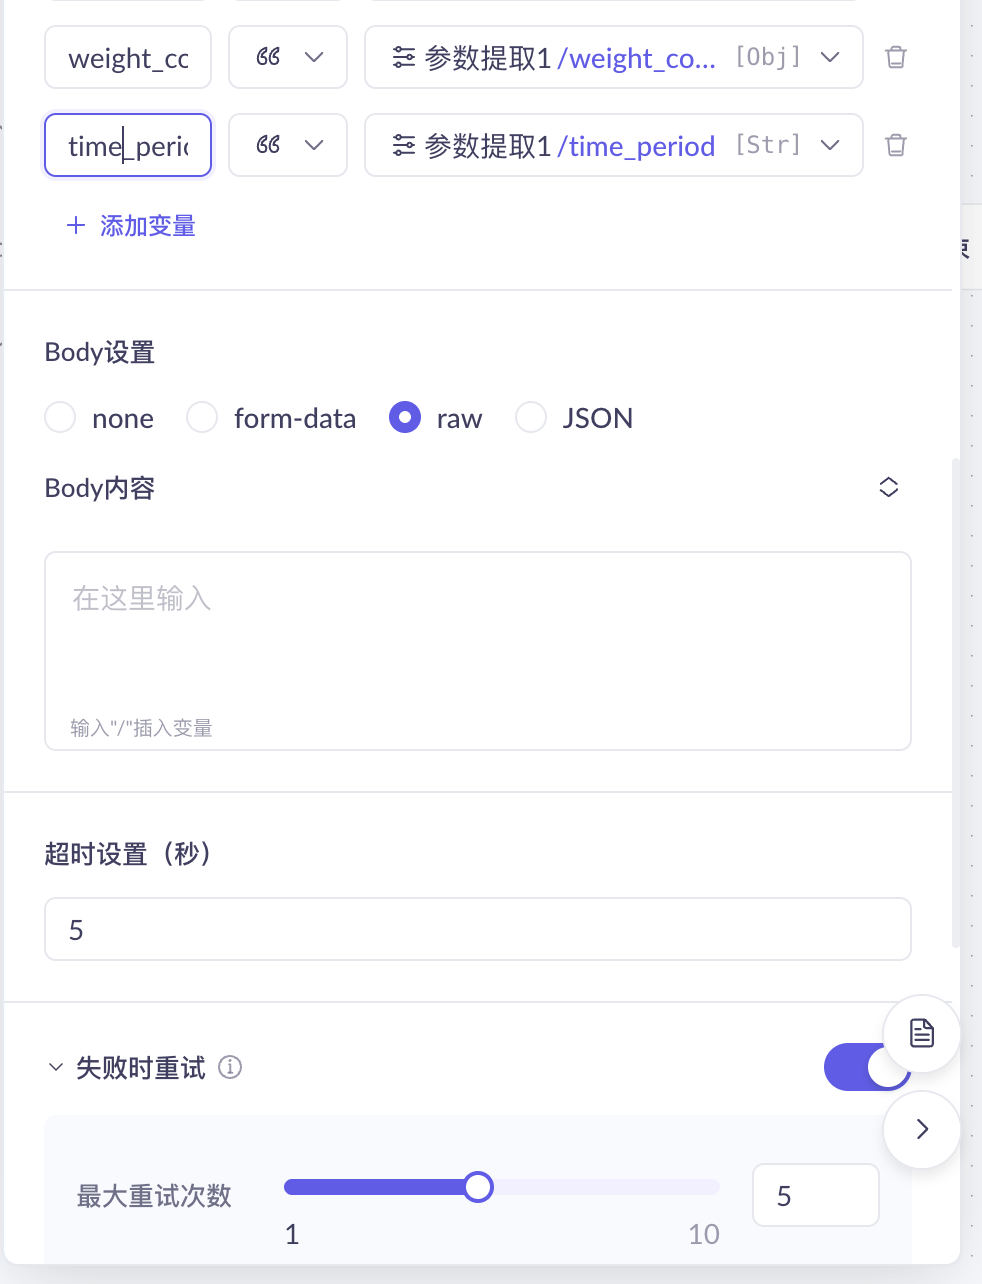 weight_cc
参数提取1 /weight_co... [Obj]
time_peri
参数提取1 /time_period [Str]
+ 添加变量
束
Body设置
none form-data raw JSON
Body内容
在这里输入
输入"/"插入变量
超时设置（秒）
5
失败时重试
最大重试次数 5
1 10